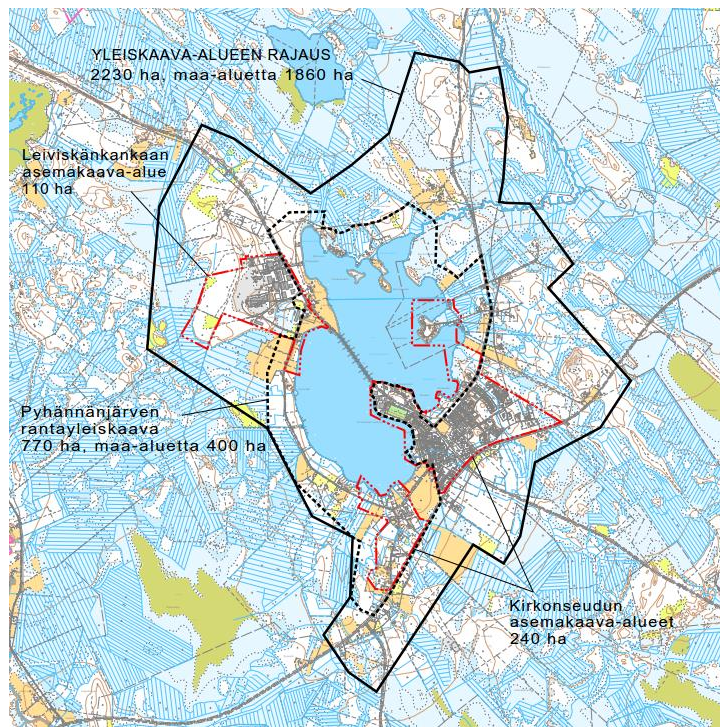 YLEISKAAVA-ALUEEN RAJAUS
2230 ha, maa-aluetta 1860 ha
Leiviskänkankaan
asemakaava-alue
110 ha
Pyhännänjärven
rantayleiskaava
770 ha, maa-aluetta 400 ha
Kirkonseudun
asemakaava-alueet
240 ha